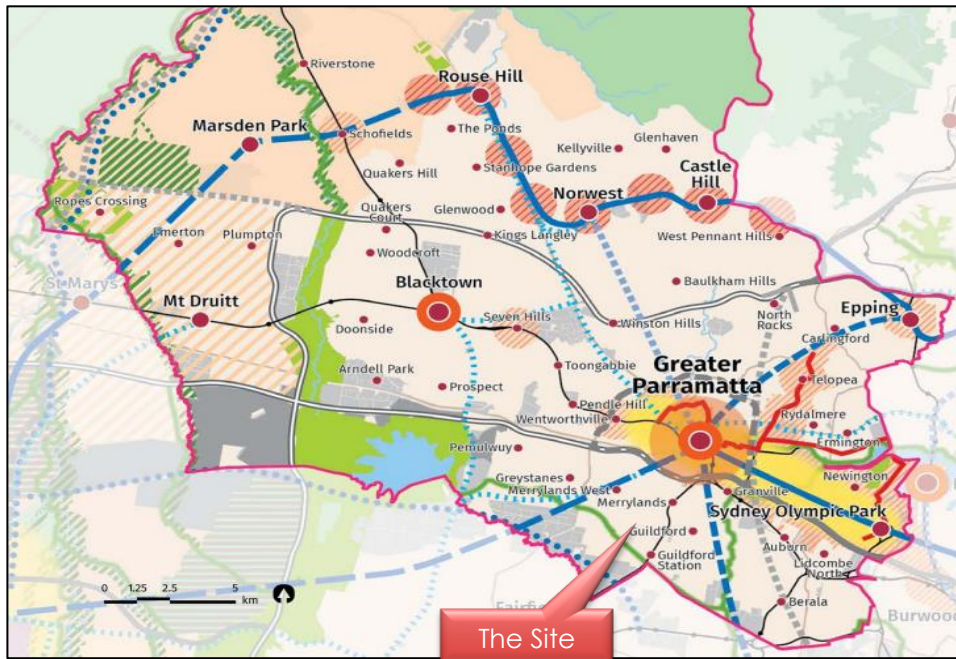 Riverstone
Rouse Hill
Marsden Park
Schofields
The Ponds
Glenhaven
Kellyville
Castle
Hill
Stanhope Gardens
Quakers Hill
Norwest
Ropes Crossing
Quakers
Court
Glenwood
Emerton
Plumpton
Kings Langley
West Pennant Hills
Woodcroft
St Marys
Blacktown
Baulkham Hills
Mt Druitt
Epping
North
Rocks
Doonside
Seven Hills
Winston Hills
Carlingford
Greater
Parramatta
Toongabbie
Arndell Park
Telopea
Prospect
Pendle Hill
Rydalmere
Wentworthville
Ermington
Pemulwuy
Newington
Greystanes
Merrylands West
Granville
Merrylands
Sydney Olympic Park
Guildford
Auburn
Guildford
Station
Lidcombe
North
0 1.25 2.5 5
km
Berala
Burwood
The Site